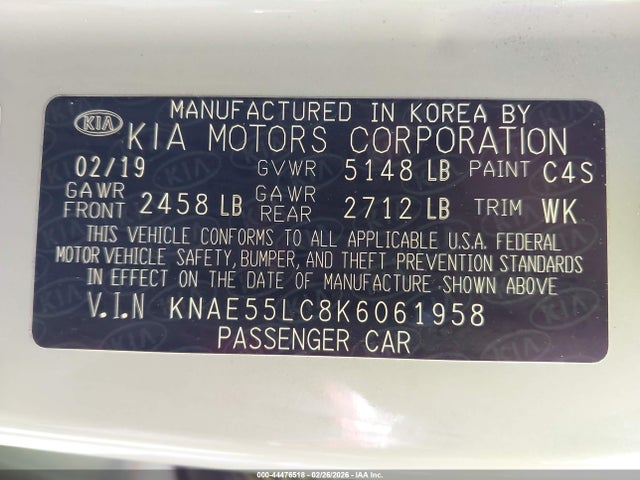 MANUFACTURED IN KOREA BY
KIA KIA MOTORS CORPORATION
02/19 GVWR 5148 LB PAINT C4S
GAWR FRONT 2458 LB GAWR REAR 2712 LB TRIM WK
THIS VEHICLE CONFORMS TO ALL APPLICABLE U.S.A. FEDERAL
MOTOR VEHICLE SAFETY, BUMPER, AND THEFT PREVENTION STANDARDS
IN EFFECT ON THE DATE OF MANUFACTURE SHOWN ABOVE
V.I.N KNAE55LC8K6061958
PASSENGER CAR
000-44476518 - 02/26/2026 - IAA Inc.